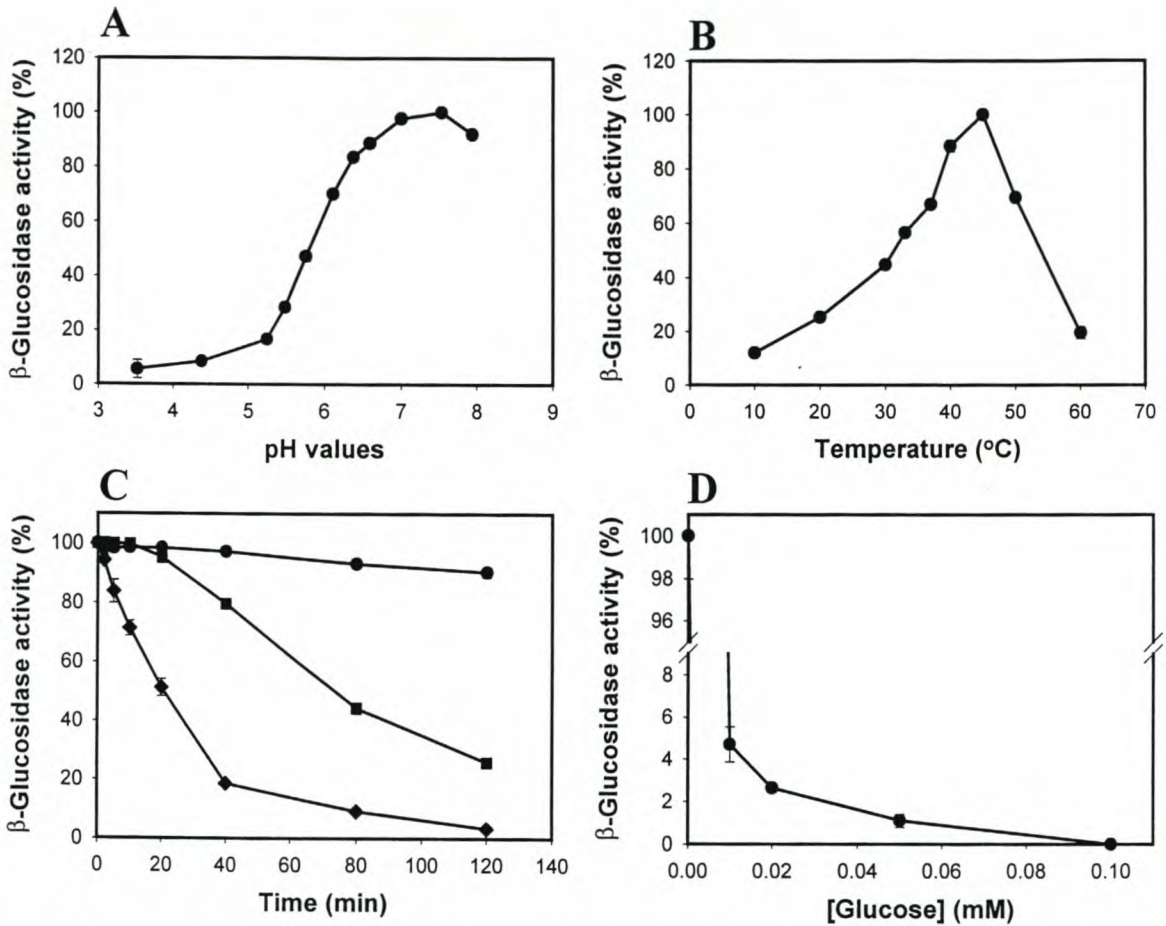 A
β-Glucosidase activity (%)
120
100
80
60
40
20
0
3 4 5 6 7 8 9
pH values
B
β-Glucosidase activity (%)
120
100
80
60
40
20
0
0 10 20 30 40 50 60 70
Temperature (°C)
C
β-Glucosidase activity (%)
100
80
60
40
20
0
0 20 40 60 80 100 120 140
Time (min)
D
β-Glucosidase activity (%)
100
98
96
8
6
4
2
0
0.00 0.02 0.04 0.06 0.08 0.10
[Glucose] (mM)